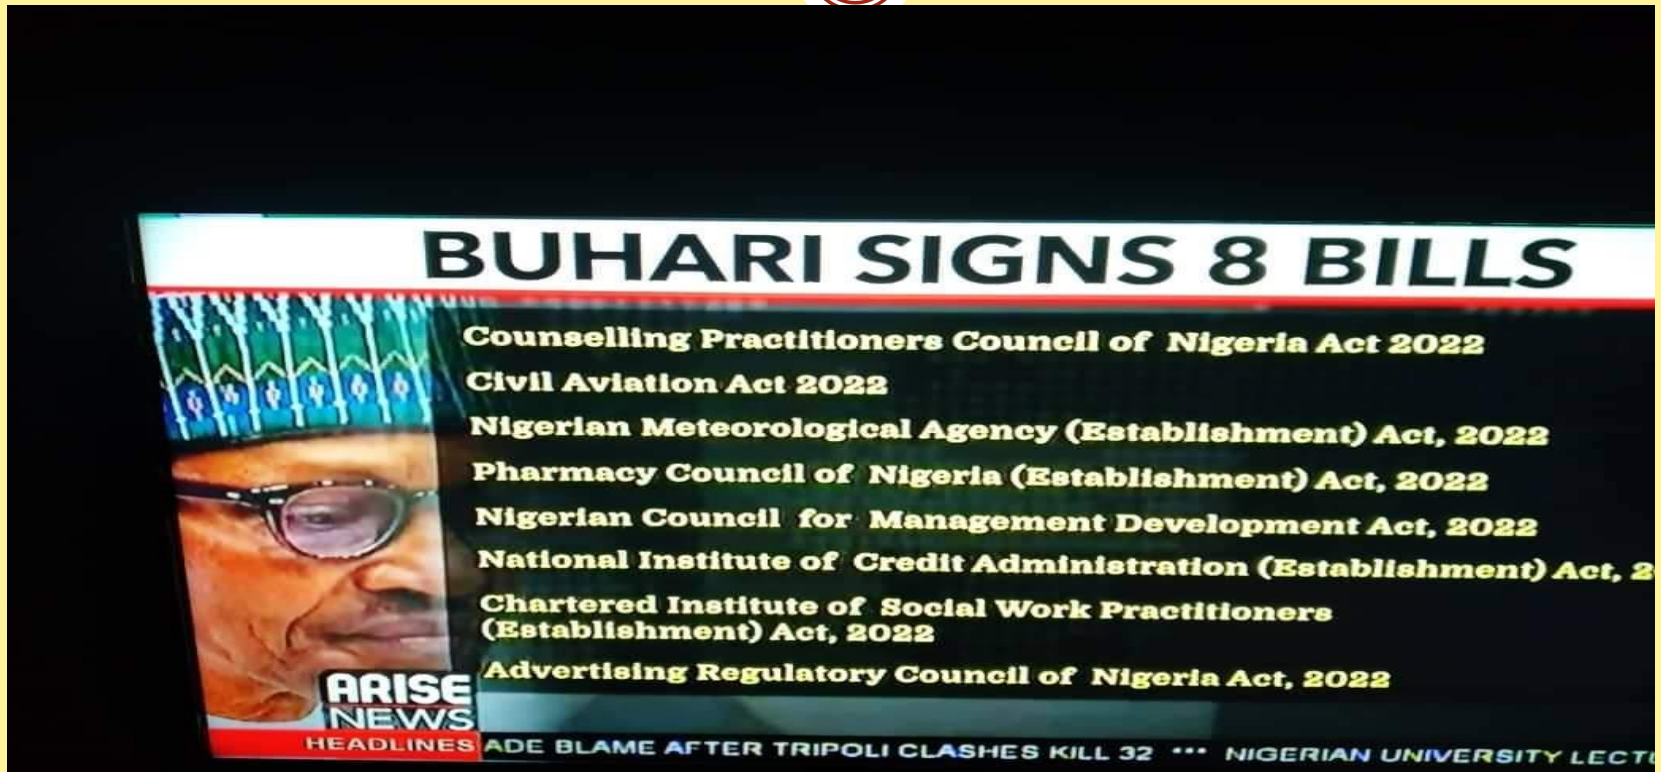 BUHARI SIGNS 8 BILLS
Counselling Practitioners Council of Nigeria Act 2022
Civil Aviation Act 2022
Nigerian Meteorological Agency (Establishment) Act, 2022
Pharmacy Council of Nigeria (Establishment) Act, 2022
Nigerian Council for Management Development Act, 2022
National Institute of Credit Administration (Establishment) Act, 2
Chartered Institute of Social Work Practitioners
(Establishment) Act, 2022
Advertising Regulatory Council of Nigeria Act, 2022
ARISE
NEWS
HEADLINES ADE BLAME AFTER TRIPOLI CLASHES KILL 32 *** NIGERIAN UNIVERSITY LECTU